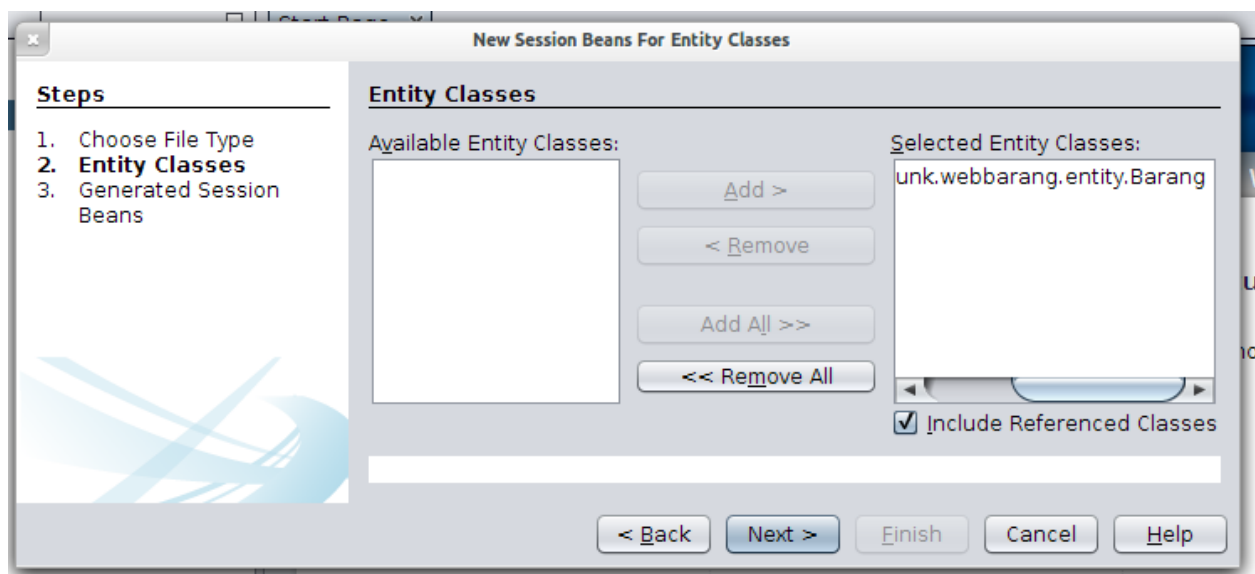 Start Page x
New Session Beans For Entity Classes
Steps
1. Choose File Type
2. Entity Classes
3. Generated Session
Beans
Entity Classes
Available Entity Classes:
Add >
< Remove
Add All >>
<< Remove All
Selected Entity Classes:
unk.webbarang.entity.Barang
Include Referenced Classes
< Back
Next >
Finish
Cancel
Help